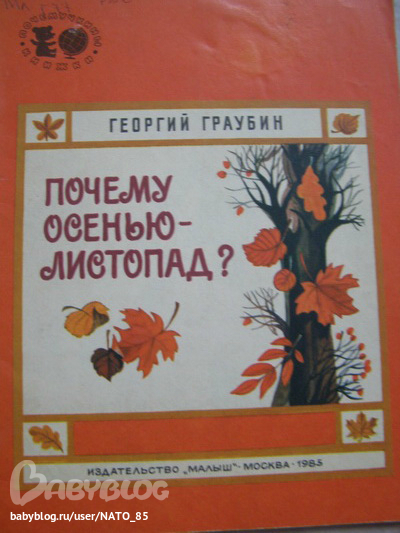 ГЕОРГИЙ ГРАУБИН
ПОЧЕМУ
ОСЕНЬЮ-
ЛИСТОПАД?
ИЗДАТЕЛЬСТВО „МАЛЫШ“·МОСКВА·1985
BABYBLOG
babyblog.ru/user/NATO_85